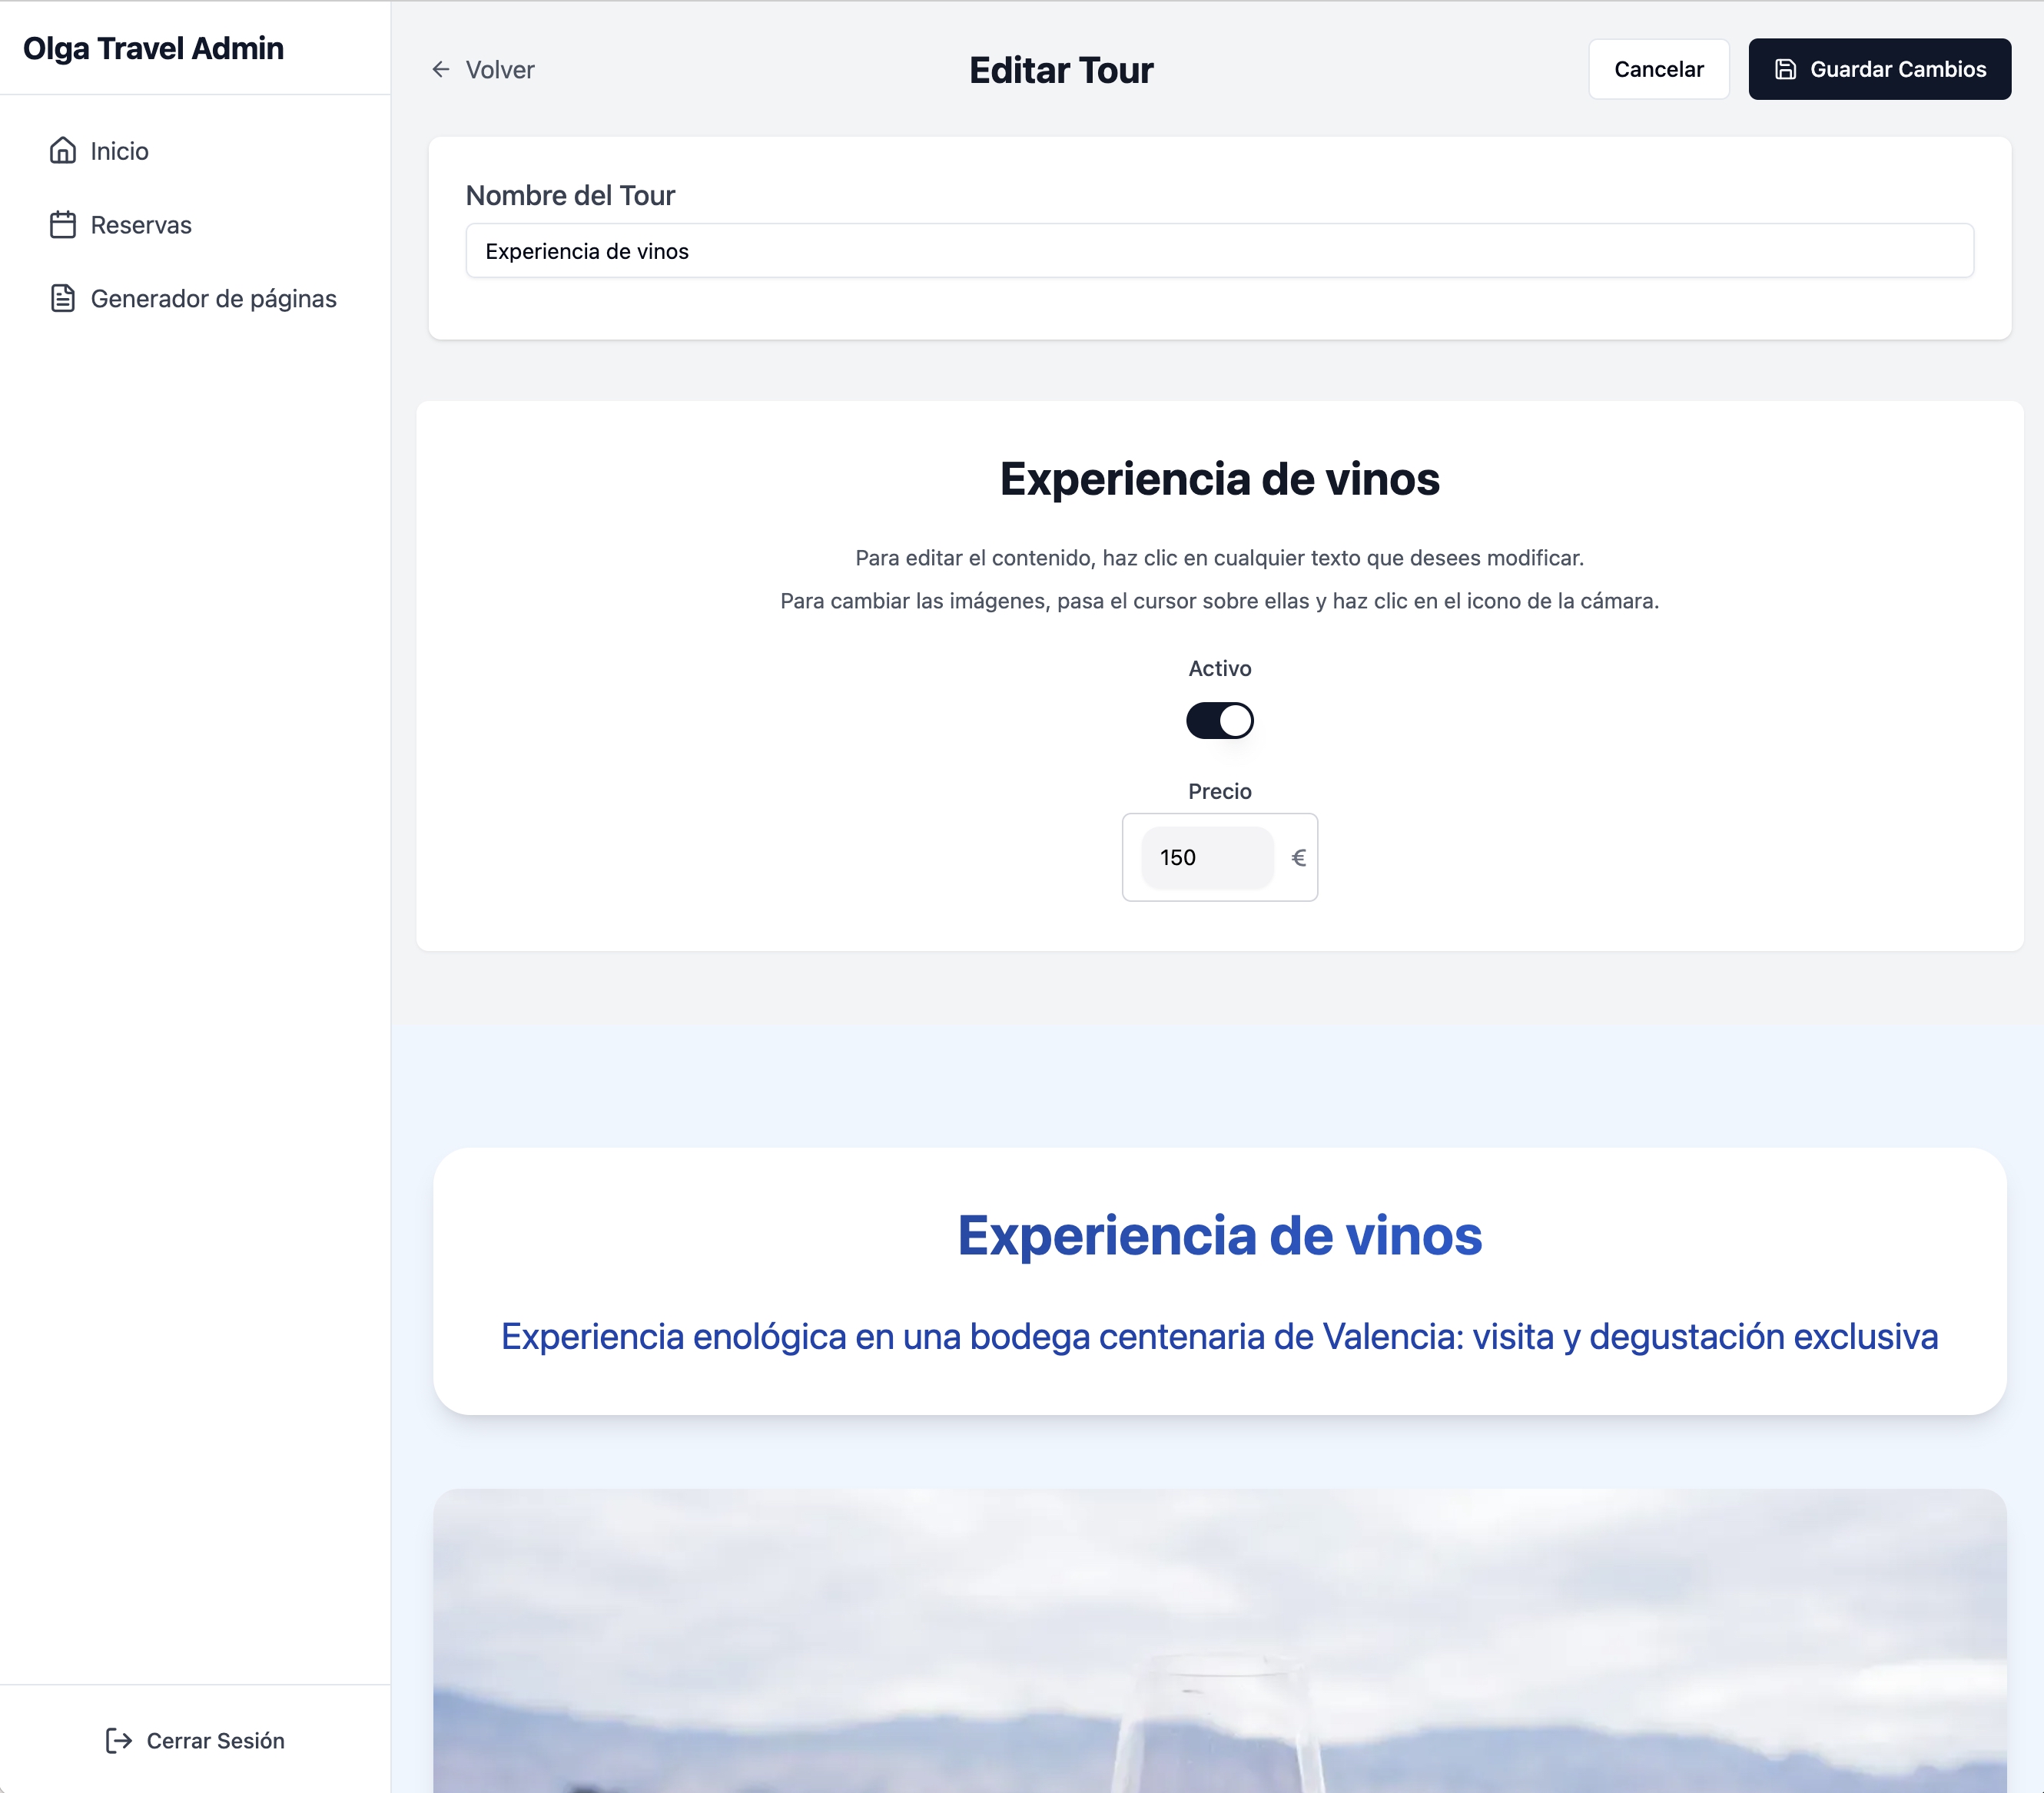 Olga Travel Admin
Inicio
Reservas
Generador de páginas
Cerrar Sesión
Volver
Editar Tour
Cancelar
Guardar Cambios
Nombre del Tour
Experiencia de vinos
Experiencia de vinos
Para editar el contenido, haz clic en cualquier texto que desees modificar.
Para cambiar las imágenes, pasa el cursor sobre ellas y haz clic en el icono de la cámara.
Activo
Precio
150 €
Experiencia de vinos
Experiencia enológica en una bodega centenaria de Valencia: visita y degustación exclusiva